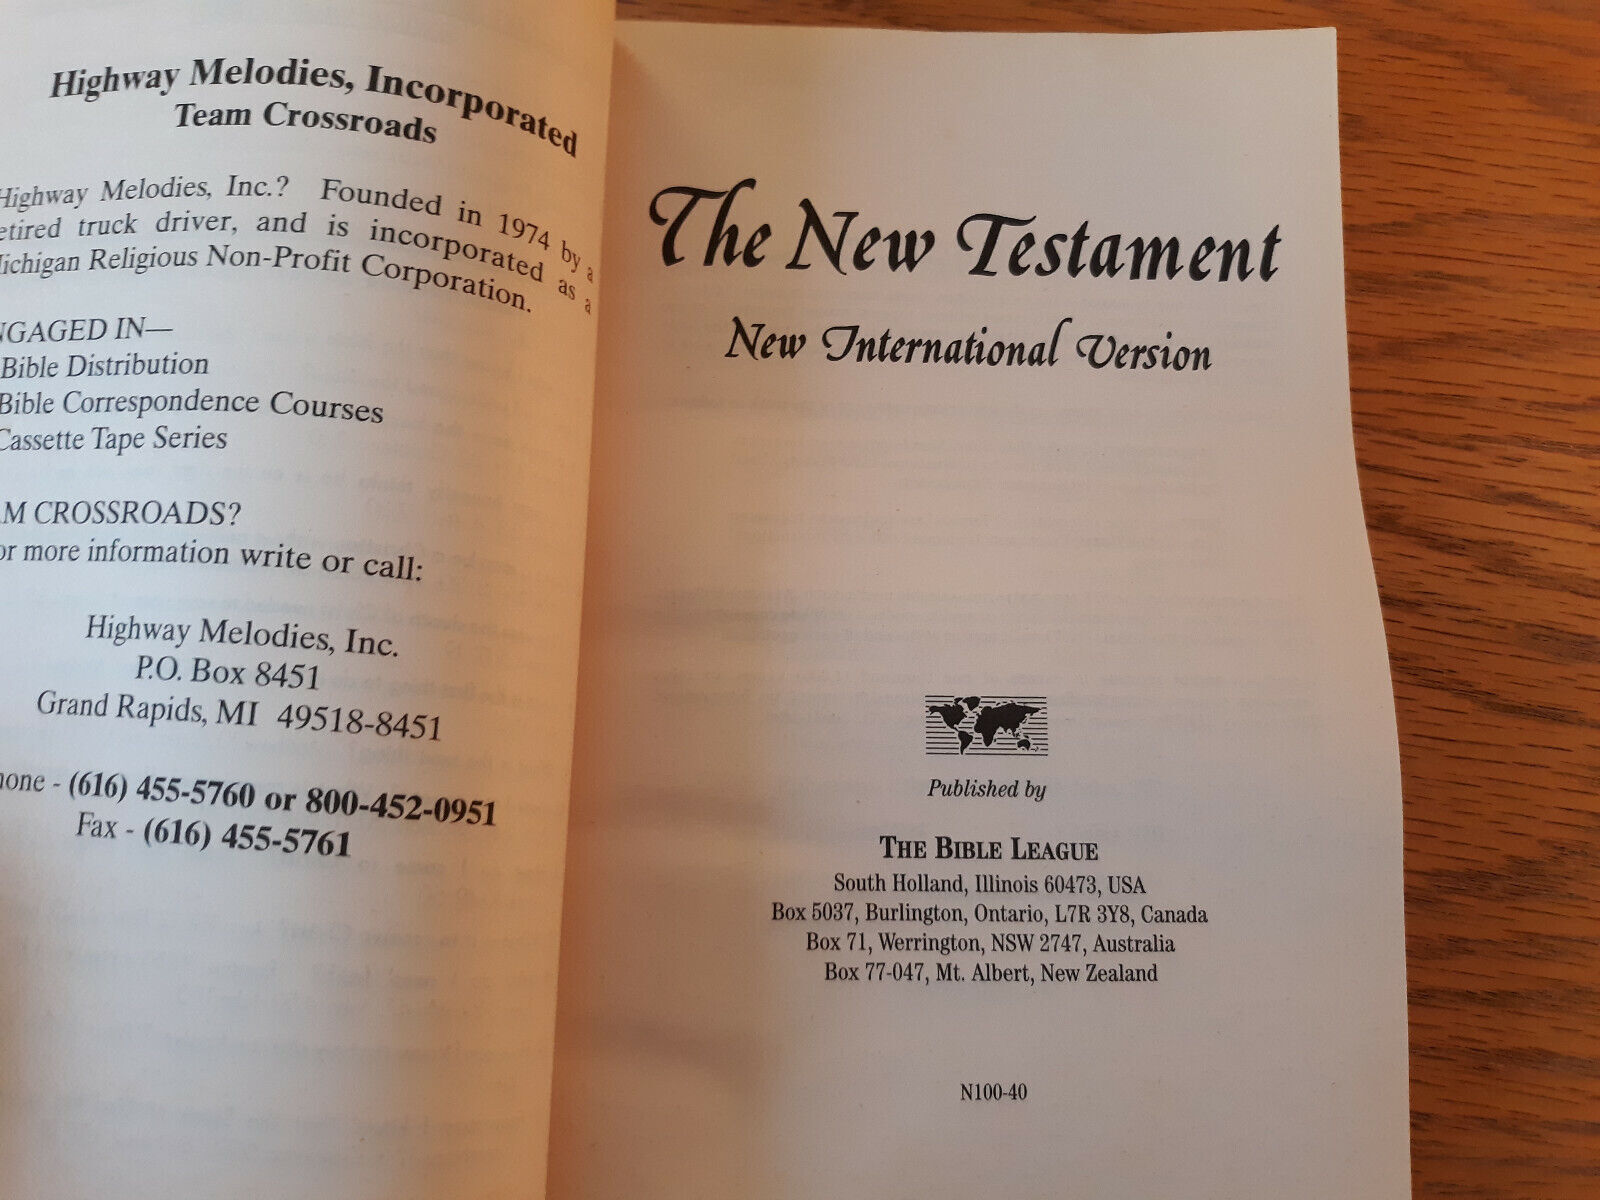 Highway Melodies, Incorporated
Team Crossroads
Highway Melodies, Inc.? Founded in 1974 by a
etired truck driver, and is incorporated as a
ichigan Religious Non-Profit Corporation.
NGAGED IN—
Bible Distribution
Bible Correspondence Courses
Cassette Tape Series
AM CROSSROADS?
or more information write or call:
Highway Melodies, Inc.
P.O. Box 8451
Grand Rapids, MI 49518-8451
hone - (616) 455-5760 or 800-452-0951
Fax - (616) 455-5761
The New Testament
New International Version
Published by
THE BIBLE LEAGUE
South Holland, Illinois 60473, USA
Box 5037, Burlington, Ontario, L7R 3Y8, Canada
Box 71, Werrington, NSW 2747, Australia
Box 77-047, Mt. Albert, New Zealand
N100-40